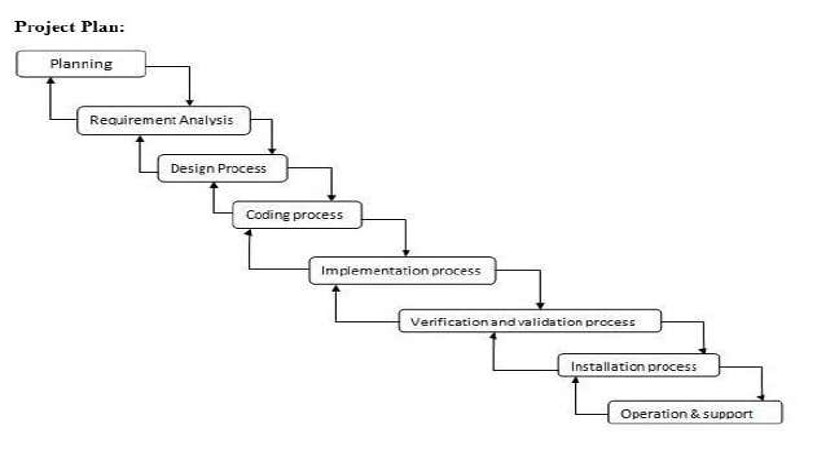 Project Plan:
Planning
Requirement Analysis
Design Process
Coding process
Implementation process
Verification and validation process
Installation process
Operation & support